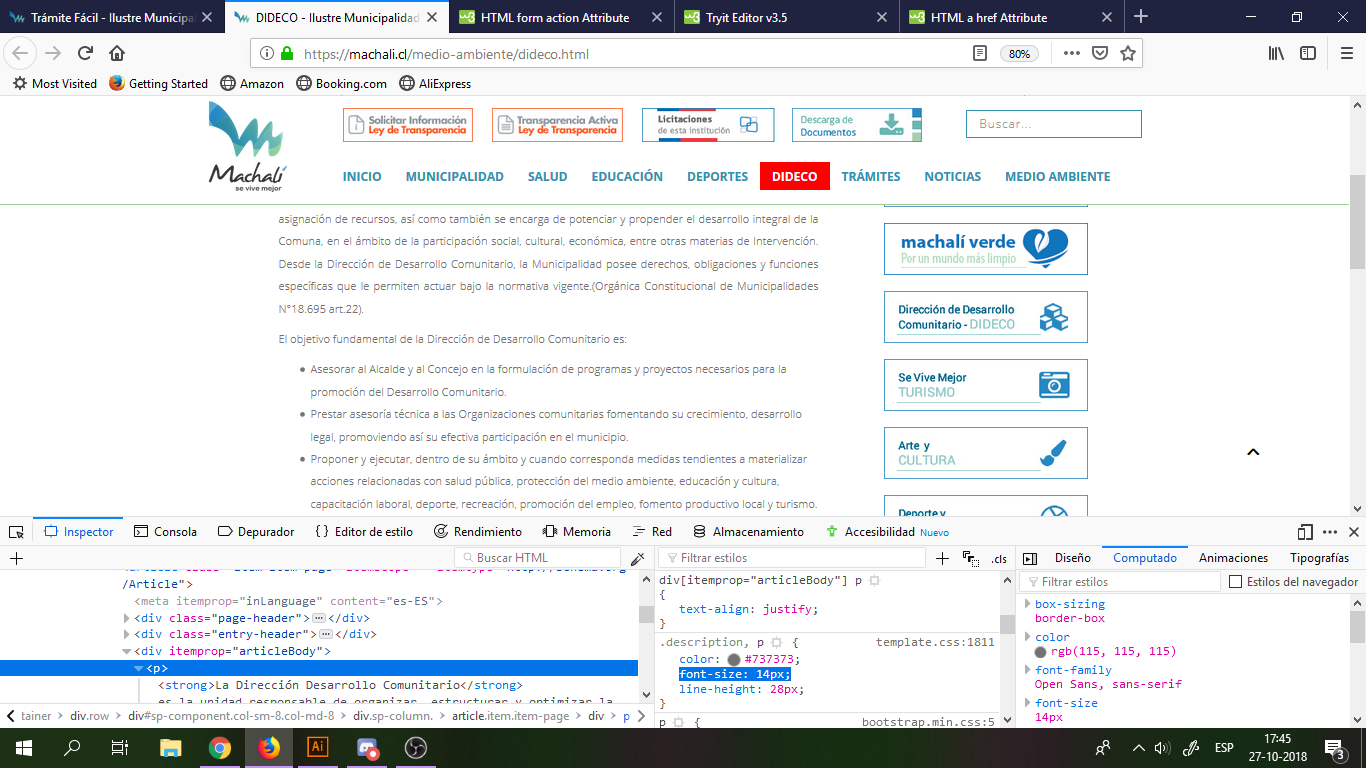 Trámite Fácil - Ilustre Municipa
DIDECO - Ilustre Municipalidad
HTML form action Attribute
Tryit Editor v3.5
HTML a href Attribute
https://machali.cl/medio-ambiente/dideco.html
80%
Most Visited
Getting Started
Amazon
Booking.com
AliExpress
Machalí
se vive mejor
Solicitar Información
Ley de Transparencia
Transparencia Activa
Ley de Transparencia
Licitaciones
de esta institución
Descarga de
Documentos
Buscar...
INICIO
MUNICIPALIDAD
SALUD
EDUCACIÓN
DEPORTES
DIDECO
TRÁMITES
NOTICIAS
MEDIO AMBIENTE
asignación de recursos, así como también se encarga de potenciar y propender el desarrollo integral de la
Comuna, en el ámbito de la participación social, cultural, económica, entre otras materias de Intervención.
Desde la Dirección de Desarrollo Comunitario, la Municipalidad posee derechos, obligaciones y funciones
específicas que le permiten actuar bajo la normativa vigente.(Orgánica Constitucional de Municipalidades
N°18.695 art.22).
El objetivo fundamental de la Dirección de Desarrollo Comunitario es:
Asesorar al Alcalde y al Concejo en la formulación de programas y proyectos necesarios para la
promoción del Desarrollo Comunitario.
Prestar asesoría técnica a las Organizaciones comunitarias fomentando su crecimiento, desarrollo
legal, promoviendo así su efectiva participación en el municipio.
Proponer y ejecutar, dentro de su ámbito y cuando corresponda medidas tendientes a materializar
acciones relacionadas con salud pública, protección del medio ambiente, educación y cultura,
capacitación laboral, deporte, recreación, promoción del empleo, fomento productivo local y turismo.
machalí verde
Por un mundo más limpio
Dirección de Desarrollo
Comunitario - DIDECO
Se Vive Mejor
TURISMO
Arte y
CULTURA
Deporte y
Inspector
Consola
Depurador
Editor de estilo
Rendimiento
Memoria
Red
Almacenamiento
Accesibilidad Nuevo
Buscar HTML
/Article">
<meta itemprop="inLanguage" content="es-ES">
<div class="page-header"></div>
<div class="entry-header"></div>
<div itemprop="articleBody">
<p>
<strong>La Dirección Desarrollo Comunitario</strong>
es la unidad responsable de organizar, estructurar y optimizar la
tainer > div.row > div#sp-component.col-sm-8.col-md-8 > div.sp-column. > article.item.item-page > div > p
Filtrar estilos
.cls
div[itemprop="articleBody"] p
{
text-align: justify;
}
.description, p { template.css:1811
color: #737373;
font-size: 14px;
line-height: 28px;
}
p { bootstrap.min.css:5
Diseño
Computado
Animaciones
Tipografías
Filtrar estilos
Estilos del navegador
box-sizing
border-box
color
rgb(115, 115, 115)
font-family
Open Sans, sans-serif
font-size
14px
ESP
17:45
27-10-2018
3